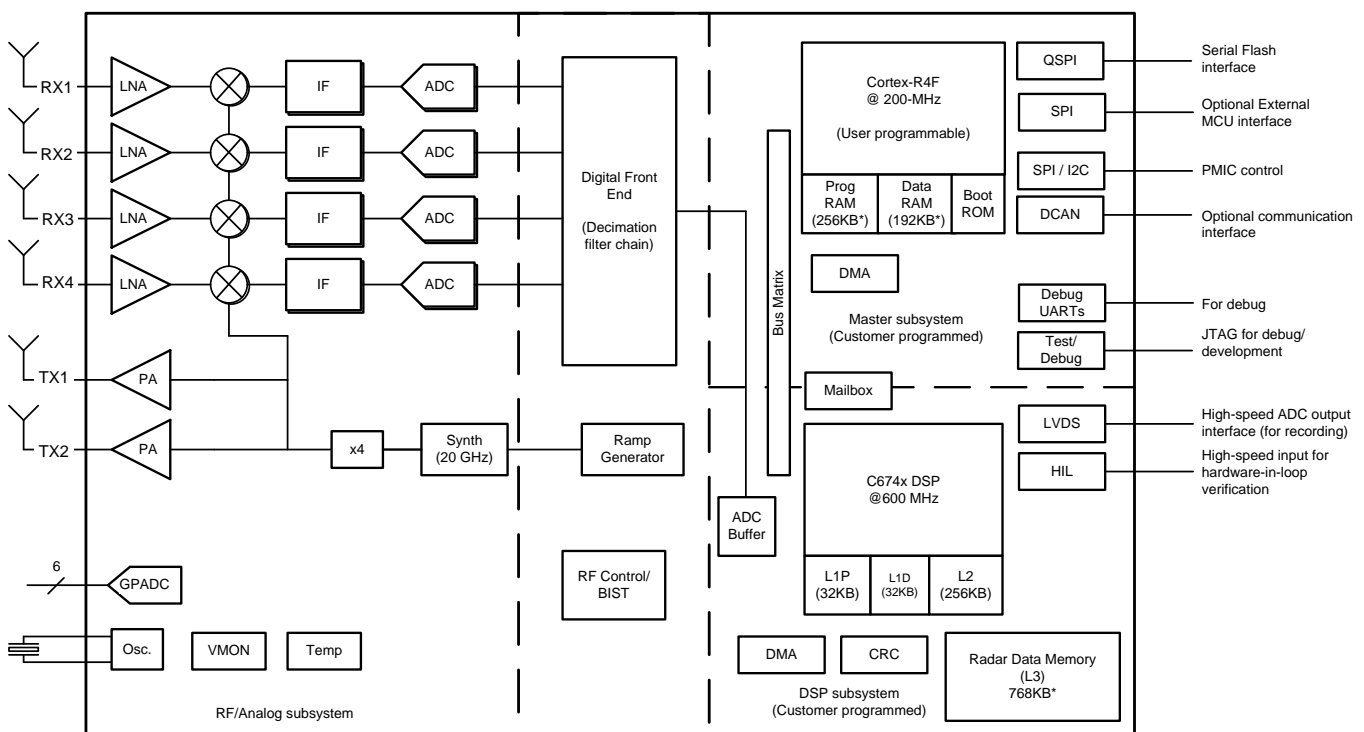 RX1
LNA
IF
ADC
RX2
LNA
IF
ADC
RX3
LNA
IF
ADC
RX4
LNA
IF
ADC
TX1
PA
TX2
PA
x4
Synth
(20 GHz)
Ramp
Generator
Digital Front
End
(Decimation
filter chain)
6
GPADC
Osc.
VMON
Temp
RF/Analog subsystem
RF Control/
BIST
ADC
Buffer
Bus Matrix
Cortex-R4F
@ 200-MHz
(User programmable)
Prog
RAM
(256KB*)
Data
RAM
(192KB*)
Boot
ROM
DMA
Master subsystem
(Customer programmed)
Mailbox
QSPI
Serial Flash
interface
SPI
Optional External
MCU interface
SPI / I2C
PMIC control
DCAN
Optional communication
interface
Debug
UARTs
For debug
Test/
Debug
JTAG for debug/
development
LVDS
High-speed ADC output
interface (for recording)
HIL
High-speed input for
hardware-in-loop
verification
C674x DSP
@600 MHz
L1P
(32KB)
L1D
(32KB)
L2
(256KB)
DMA
CRC
DSP subsystem
(Customer programmed)
Radar Data Memory
(L3)
768KB*